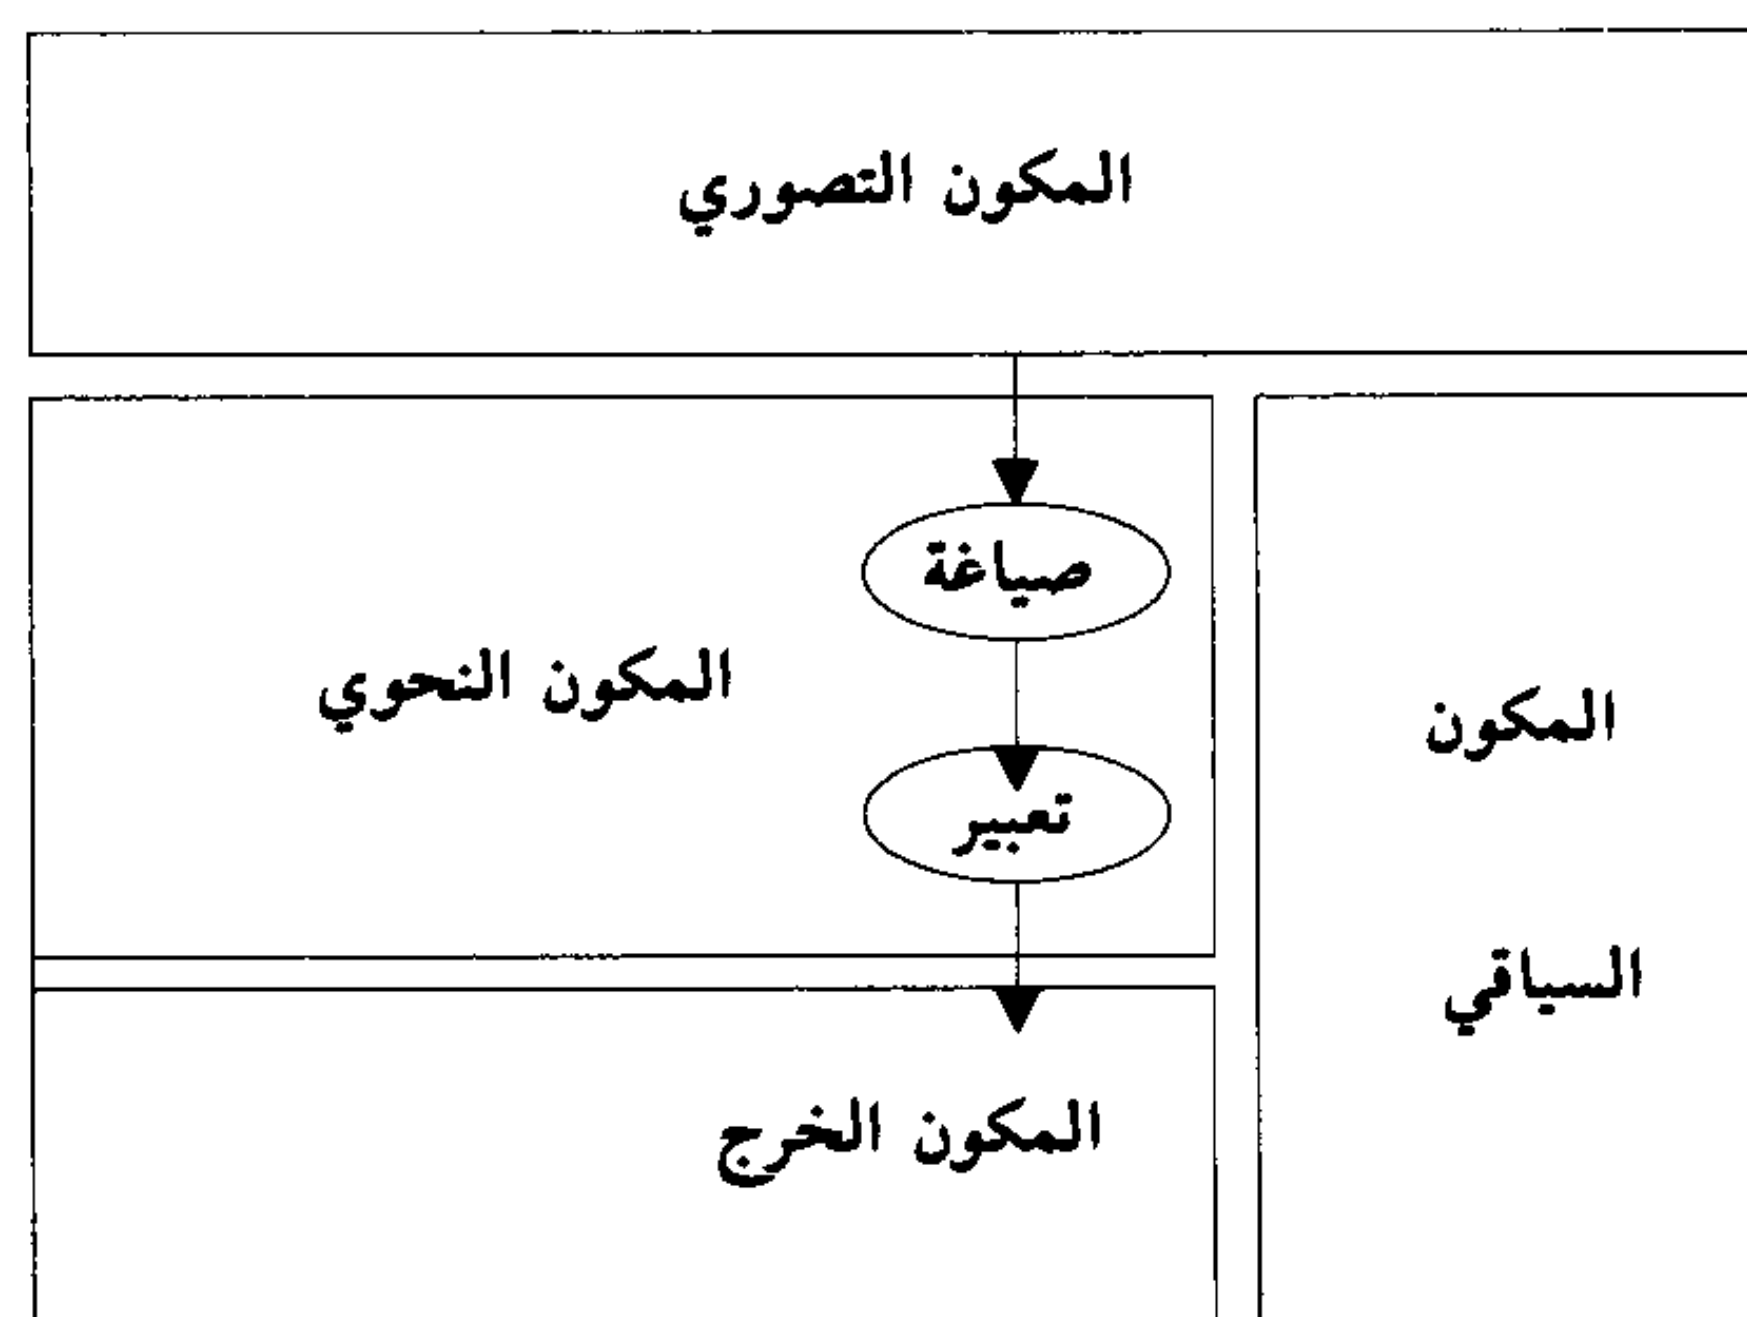 المكون التصوري
صياغة
المكون النحوي
تعبير
المكون
السياقي
المكون الخرج